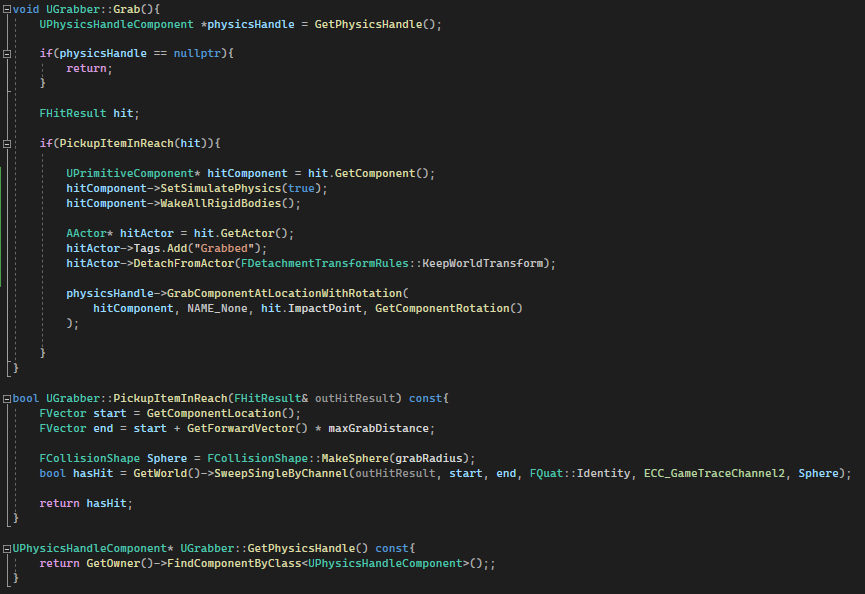 void UGrabber::Grab(){
    UPhysicsHandleComponent *physicsHandle = GetPhysicsHandle();
    if(physicsHandle == nullptr){
        return;
    }
    FHitResult hit;
    if(PickupItemInReach(hit)){
        UPrimitiveComponent* hitComponent = hit.GetComponent();
        hitComponent->SetSimulatePhysics(true);
        hitComponent->WakeAllRigidBodies();
        AActor* hitActor = hit.GetActor();
        hitActor->Tags.Add("Grabbed");
        hitActor->DetachFromActor(FDetachmentTransformRules::KeepWorldTransform);
        physicsHandle->GrabComponentAtLocationWithRotation(
            hitComponent, NAME_None, hit.ImpactPoint, GetComponentRotation()
        );
    }
}
bool UGrabber::PickupItemInReach(FHitResult& outHitResult) const{
    FVector start = GetComponentLocation();
    FVector end = start + GetForwardVector() * maxGrabDistance;
    FCollisionShape Sphere = FCollisionShape::MakeSphere(grabRadius);
    bool hasHit = GetWorld()->SweepSingleByChannel(outHitResult, start, end, FQuat::Identity, ECC_GameTraceChannel2, Sphere);
    return hasHit;
}
UPhysicsHandleComponent* UGrabber::GetPhysicsHandle() const{
    return GetOwner()->FindComponentByClass<UPhysicsHandleComponent>();;
}